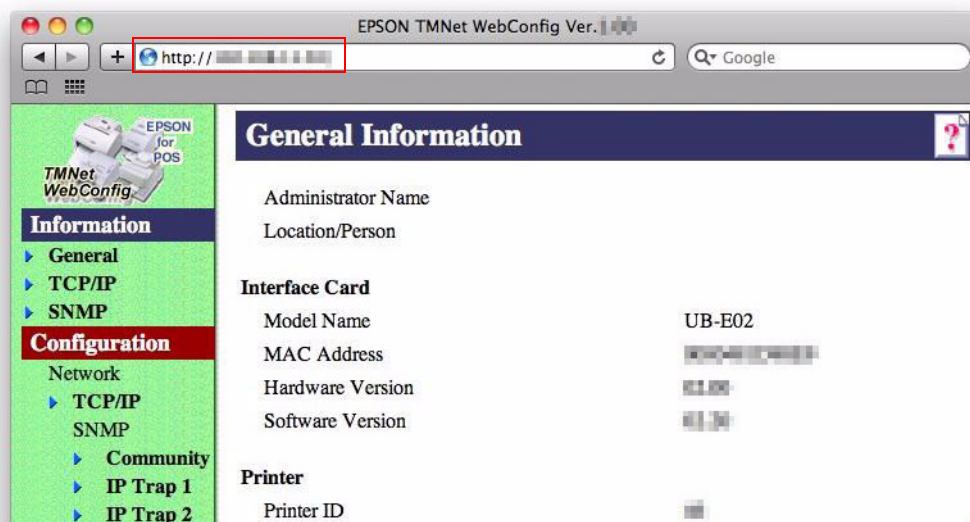 EPSON TMNet WebConfig Ver.
http://
Google
EPSON
for
POS
TMNet
WebConfig
Information
General
TCP/IP
SNMP
Configuration
Network
TCP/IP
SNMP
Community
IP Trap 1
IP Trap 2
General Information
?
Administrator Name
Location/Person
Interface Card
Model Name UB-E02
MAC Address
Hardware Version
Software Version
Printer
Printer ID